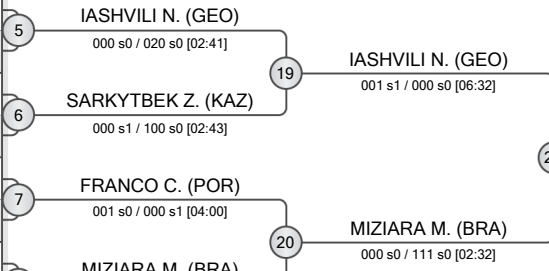 IASHVILI N. (GEO)
5
000 s0 / 020 s0 [02:41]
19
IASHVILI N. (GEO)
001 s1 / 000 s0 [06:32]
SARKYTBEK Z. (KAZ)
6
000 s1 / 100 s0 [02:43]
FRANCO C. (POR)
7
001 s0 / 000 s1 [04:00]
20
MIZIARA M. (BRA)
000 s0 / 111 s0 [02:32]
MIZIARA M. (BRA)